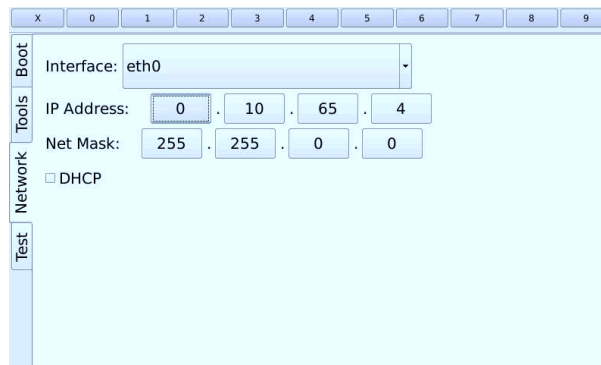 X 0 1 2 3 4 5 6 7 8 9
Boot
Tools
Network
Test
Interface: eth0
IP Address: 0 . 10 . 65 . 4
Net Mask: 255 . 255 . 0 . 0
DHCP